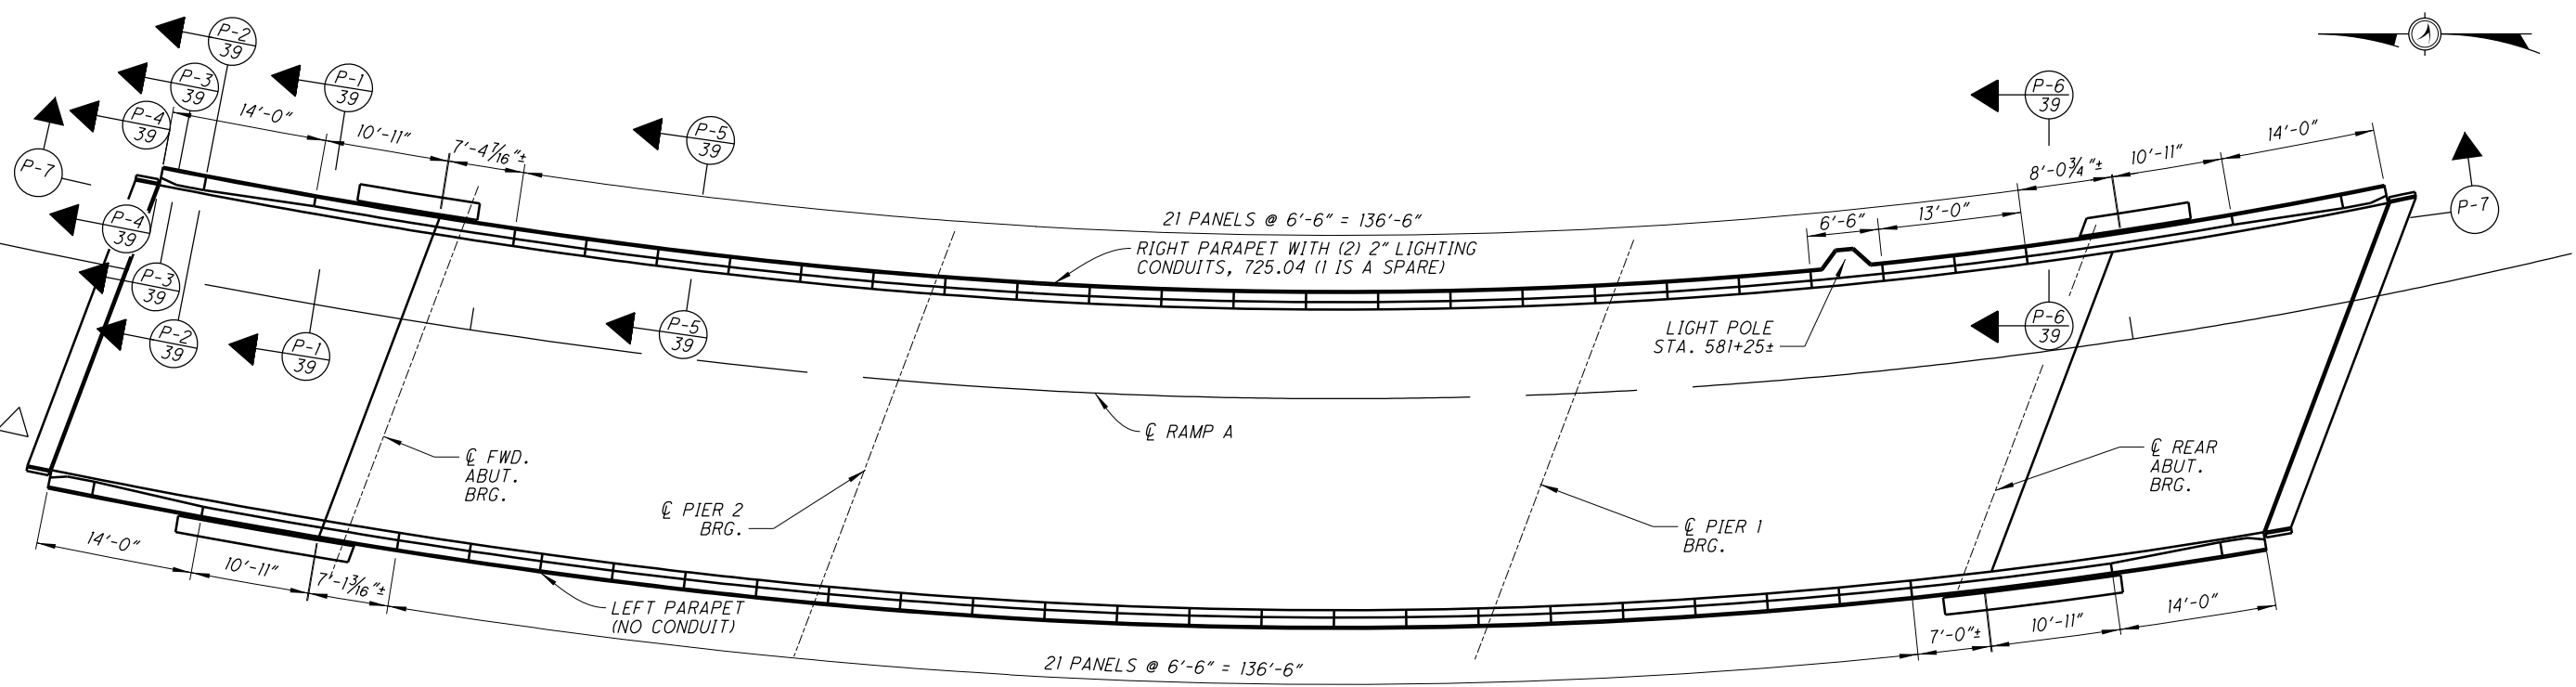 P-2
39
P-3
39
P-4
39
P-7
P-1
39
14'-0"
10'-11"
7'-4 7/16"±
P-5
39
P-6
39
14'-0"
10'-11"
8'-0 3/4"±
P-7
21 PANELS @ 6'-6" = 136'-6"
6'-6"
13'-0"
RIGHT PARAPET WITH (2) 2" LIGHTING
CONDUITS, 725.04 (1 IS A SPARE)
P-4
39
P-3
39
P-2
39
P-1
39
P-5
39
LIGHT POLE
STA. 581+25±
P-6
39
℄ RAMP A
℄ FWD.
ABUT.
BRG.
℄ PIER 2
BRG.
℄ PIER 1
BRG.
℄ REAR
ABUT.
BRG.
14'-0"
10'-11"
7'-1 3/16"±
LEFT PARAPET
(NO CONDUIT)
21 PANELS @ 6'-6" = 136'-6"
7'-0"±
10'-11"
14'-0"